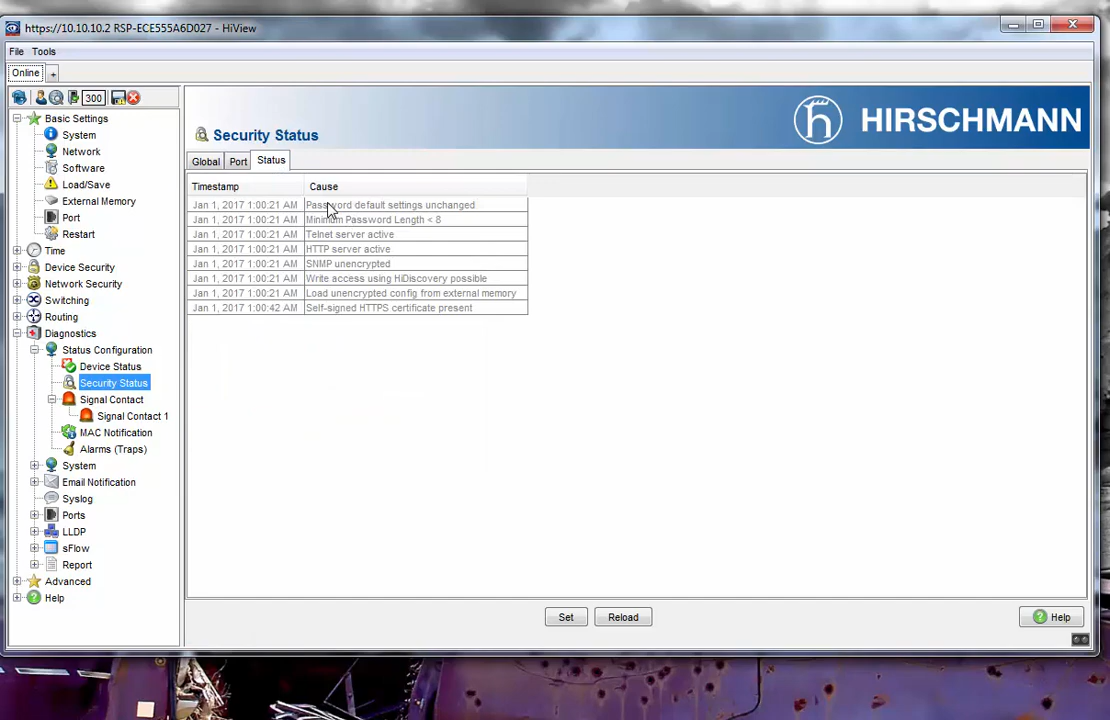 https://10.10.10.2 RSP-ECE555A6D027 - HiView
File Tools
Online +
300
Basic Settings
System
Network
Software
Load/Save
External Memory
Port
Restart
Time
Device Security
Network Security
Switching
Routing
Diagnostics
Status Configuration
Device Status
Security Status
Signal Contact
Signal Contact 1
MAC Notification
Alarms (Traps)
System
Email Notification
Syslog
Ports
LLDP
sFlow
Report
Advanced
Help
Security Status
HIRSCHMANN
Global Port Status
Timestamp Cause
Jan 1, 2017 1:00:21 AM Password default settings unchanged
Jan 1, 2017 1:00:21 AM Minimum Password Length < 8
Jan 1, 2017 1:00:21 AM Telnet server active
Jan 1, 2017 1:00:21 AM HTTP server active
Jan 1, 2017 1:00:21 AM SNMP unencrypted
Jan 1, 2017 1:00:21 AM Write access using HiDiscovery possible
Jan 1, 2017 1:00:21 AM Load unencrypted config from external memory
Jan 1, 2017 1:00:42 AM Self-signed HTTPS certificate present
Set Reload Help